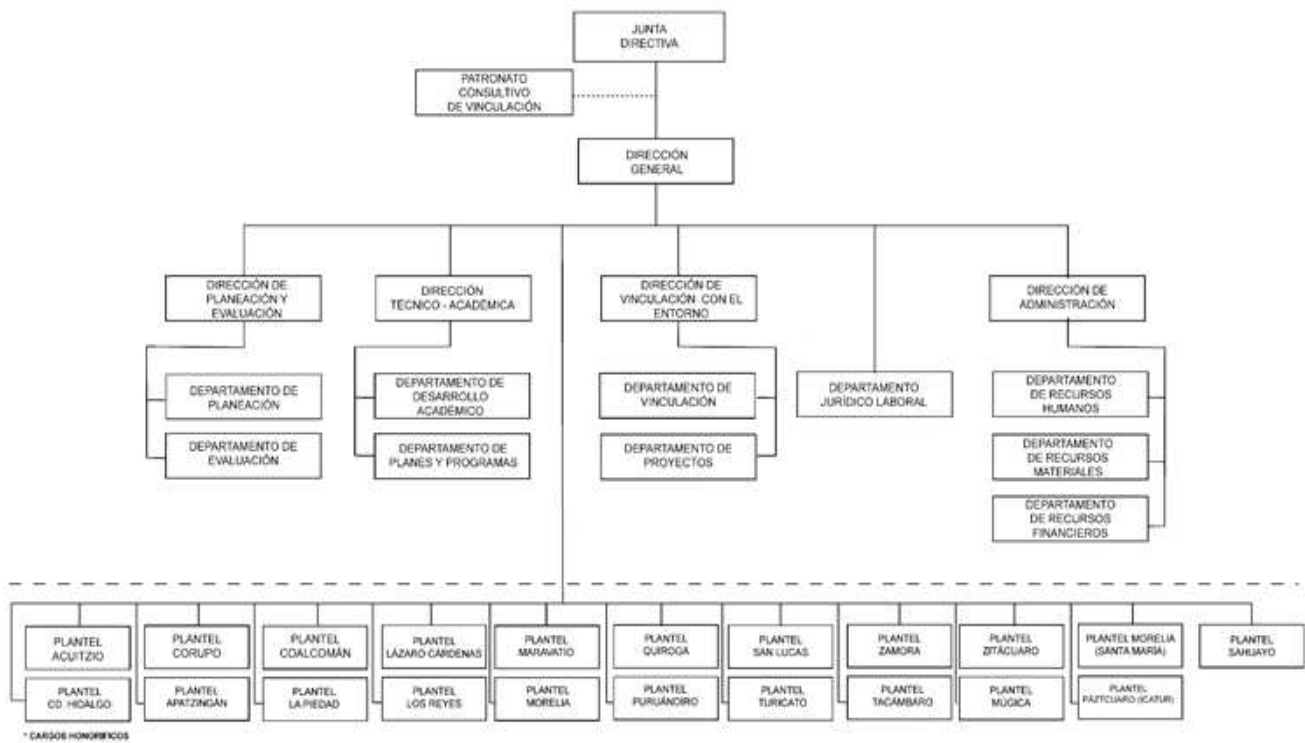 JUNTA
DIRECTIVA
PATRONATO
CONSULTIVO
DE VINCULACIÓN
DIRECCIÓN
GENERAL
DIRECCIÓN DE
PLANEACIÓN Y
EVALUACIÓN
DIRECCIÓN
TÉCNICO - ACADÉMICA
DIRECCIÓN DE
VINCULACIÓN CON EL
ENTORNO
DIRECCIÓN DE
ADMINISTRACIÓN
DEPARTAMENTO DE
PLANEACIÓN
DEPARTAMENTO DE
DESARROLLO
ACADÉMICO
DEPARTAMENTO DE
VINCULACIÓN
DEPARTAMENTO
JURÍDICO LABORAL
DEPARTAMENTO
DE RECURSOS
HUMANOS
DEPARTAMENTO DE
EVALUACIÓN
DEPARTAMENTO DE
PLANES Y PROGRAMAS
DEPARTAMENTO DE
PROYECTOS
DEPARTAMENTO
DE RECURSOS
MATERIALES
DEPARTAMENTO
DE RECURSOS
FINANCIEROS
PLANTEL
ACUITZIO
PLANTEL
CORUPO
PLANTEL
COALCOMÁN
PLANTEL
LÁZARO CÁRDENAS
PLANTEL
MARAVATIO
PLANTEL
QUIROGA
PLANTEL
SAN LUCAS
PLANTEL
ZAMORA
PLANTEL
ZITÁCUARO
PLANTEL MORELIA
(SANTA MARÍA)
PLANTEL
SAHUAYO
PLANTEL
CD. HIDALGO
PLANTEL
APATZINGÁN
PLANTEL
LA PIEDAD
PLANTEL
LOS REYES
PLANTEL
MORELIA
PLANTEL
PURUÁNDIRO
PLANTEL
TURICATO
PLANTEL
TACÁMBARO
PLANTEL
MÚGICA
PLANTEL
PAZTCUARO (ICATUR)
* CARGOS HONORIFICOS